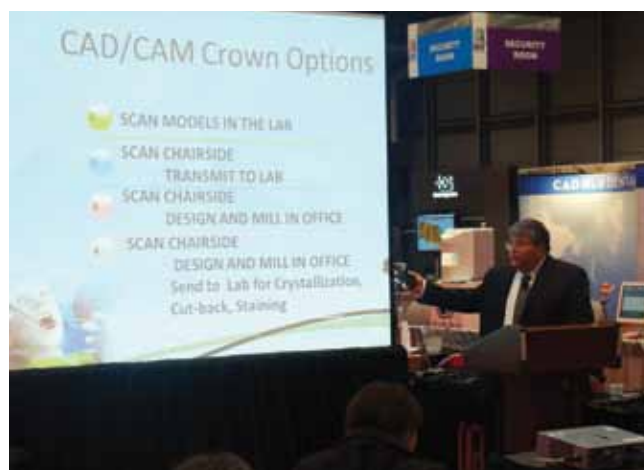 CAD/CAM Crown Options
SCAN MODELS IN THE LAB
SCAN CHAIRSIDE
TRANSMIT TO LAB
SCAN CHAIRSIDE
DESIGN AND MILL IN OFFICE
SCAN CHAIRSIDE
DESIGN AND MILL IN OFFICE
Send to Lab for Crystallization,
Cut-back, Staining
SECURITY
SECURITY
CAD